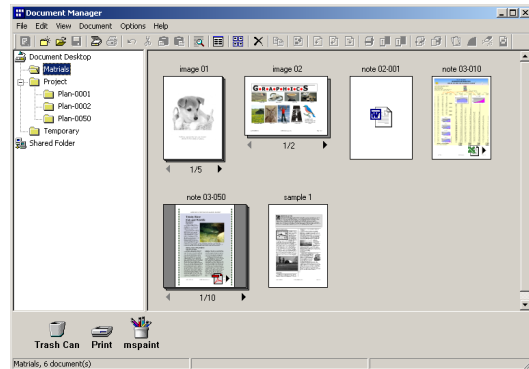 Document Manager
File Edit View Document Options
Help
Document Desktop
Matrials
Project
Plan-0001
Plan-0002
Plan-0050
Temporary
Shared Folder
image 01
image 02
note 02-001
note 03-010
G•R•A•P•H•I•C•S
1/5
1/2
note 03-050
sample 1
1/10
Trash Can Print mspaint
Matrials, 6 document(s)